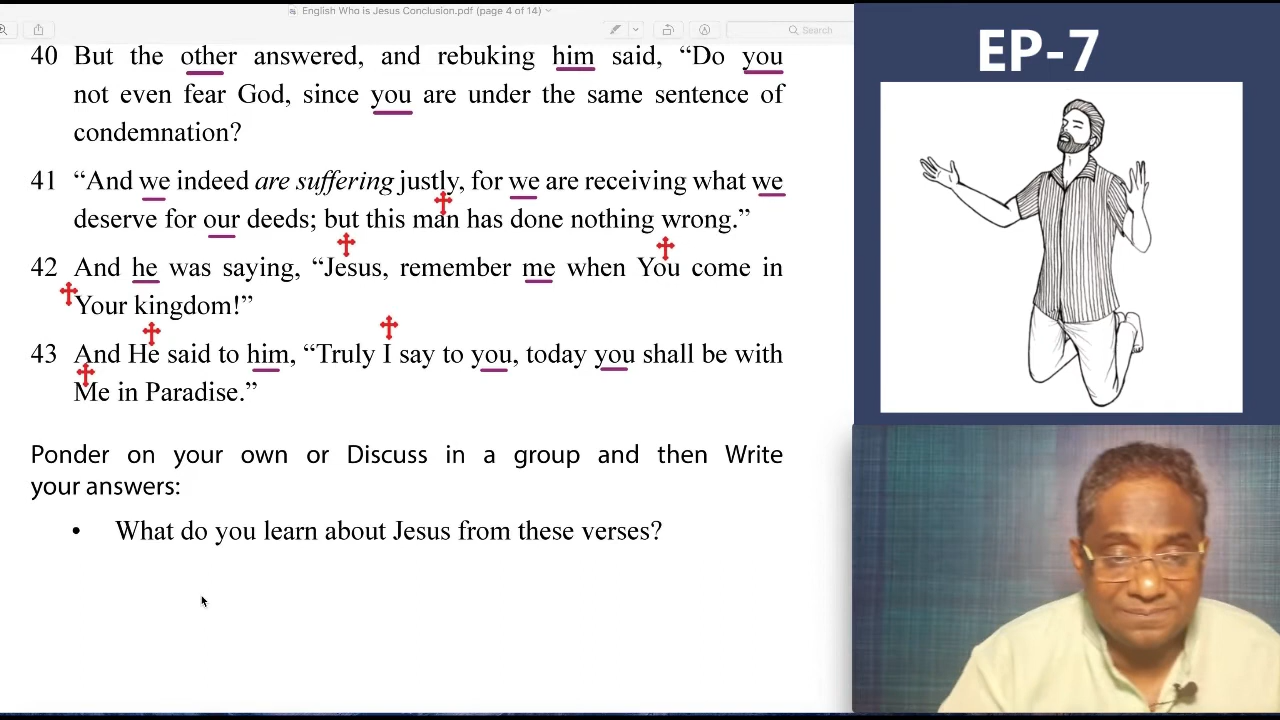 English Who is Jesus Conclusion.pdf (page 4 of 14)
Search
EP-7
40 But the other answered, and rebuking him said, “Do you
not even fear God, since you are under the same sentence of
condemnation?
41 “And we indeed are suffering justly, for we are receiving what we
deserve for our deeds; but this man has done nothing wrong.”
42 And he was saying, “Jesus, remember me when You come in
Your kingdom!”
43 And He said to him, “Truly I say to you, today you shall be with
Me in Paradise.”
Ponder on your own or Discuss in a group and then Write
your answers:
• What do you learn about Jesus from these verses?